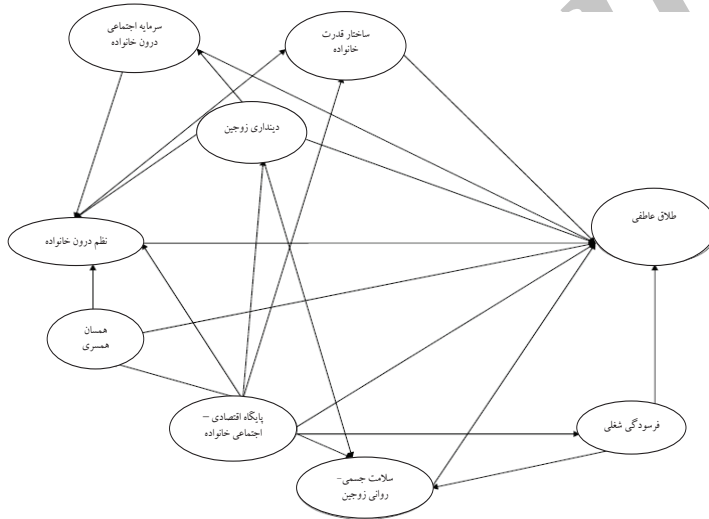 سرمایه اجتماعی
درون خانواده
ساختار قدرت
خانواده
دینداری زوجین
طلاق عاطفی
نظم درون خانواده
همسان
همسری
پایگاه اقتصادی –
اجتماعی خانواده
فرسودگی شغلی
سلامت جسمی-
روانی زوجین